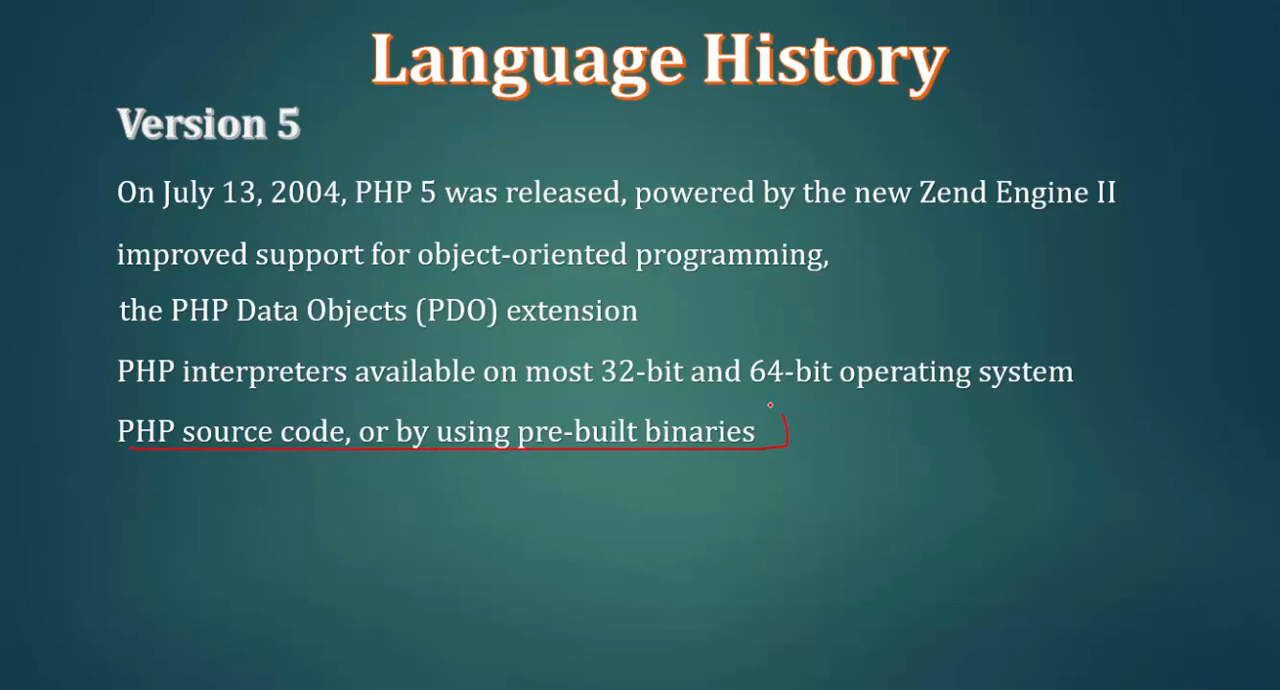 Language History
Version 5
On July 13, 2004, PHP 5 was released, powered by the new Zend Engine II
improved support for object-oriented programming,
the PHP Data Objects (PDO) extension
PHP interpreters available on most 32-bit and 64-bit operating system
PHP source code, or by using pre-built binaries